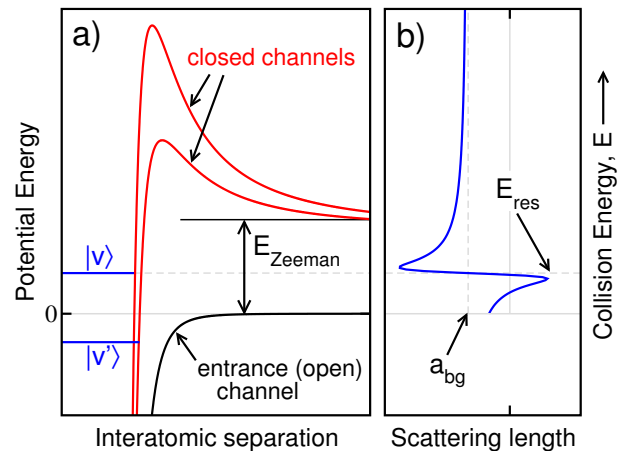 a)
closed channels
Potential Energy
E_Zeeman
|v⟩
0
|v'⟩
entrance (open)
channel
Interatomic separation
b)
E_res
a_bg
Scattering length
Collision Energy, E